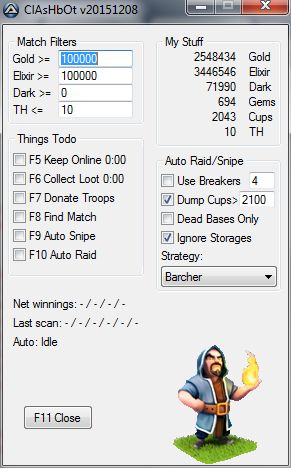 ClAsHbOt v20151208
Match Filters
Gold >= 100000
Elixir >= 100000
Dark >= 0
TH <= 10
My Stuff
2548434 Gold
3446546 Elixir
71990 Dark
694 Gems
2043 Cups
10 TH
Things Todo
F5 Keep Online 0:00
F6 Collect Loot 0:00
F7 Donate Troops
F8 Find Match
F9 Auto Snipe
F10 Auto Raid
Auto Raid/Snipe
Use Breakers 4
Dump Cups> 2100
Dead Bases Only
Ignore Storages
Strategy:
Barcher
Net winnings: - / - / - / -
Last scan: - / - / - / - / -
Auto: Idle
F11 Close